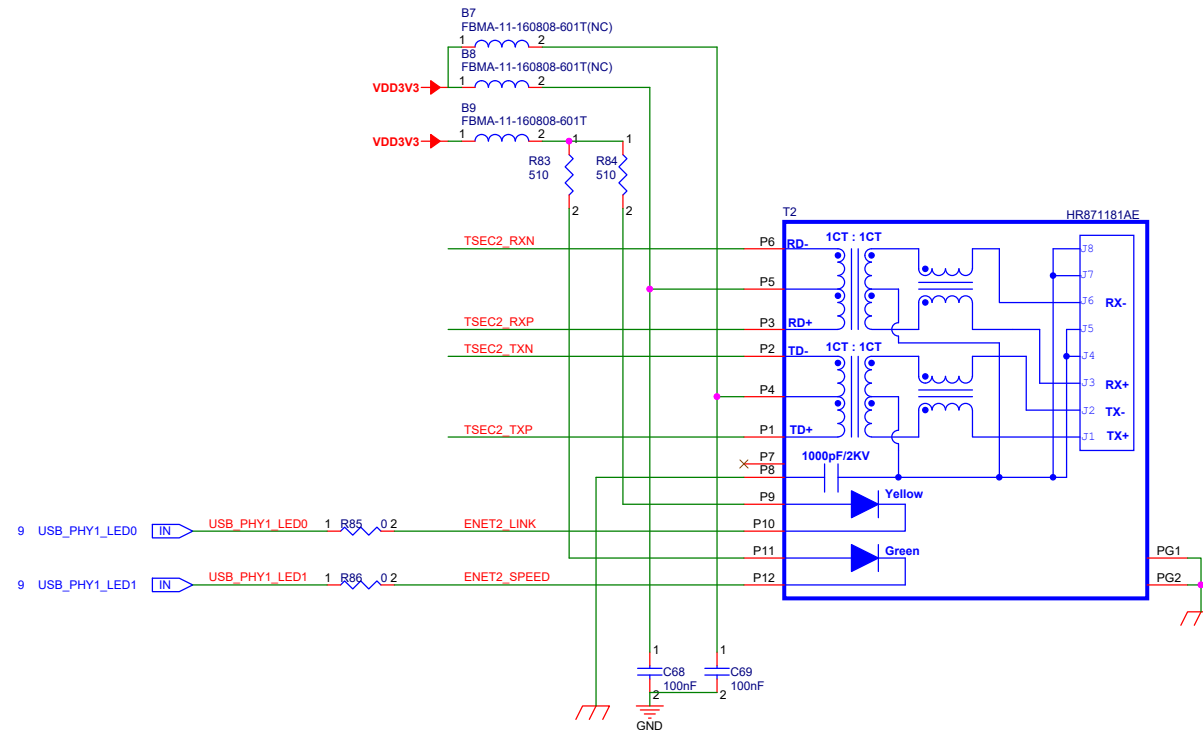 B7
FBMA-11-160808-601T(NC)
1 2
B8
FBMA-11-160808-601T(NC)
VDD3V3 1 2
B9
FBMA-11-160808-601T
VDD3V3 1 2 1 1
R83 510 R84 510
2 2
T2 HR871181AE
TSEC2_RXN P6 RD- 1CT : 1CT J8
J7
P5
J6 RX-
TSEC2_RXP P3 RD+ J5
TSEC2_TXN P2 TD- 1CT : 1CT J4
J3 RX+
P4
J2 TX-
TSEC2_TXP P1 TD+ J1 TX+
P7 1000pF/2KV
P8
P9 Yellow
9 USB_PHY1_LED0 IN USB_PHY1_LED0 1 R85 0 2 ENET2_LINK P10
P11 Green PG1
9 USB_PHY1_LED1 IN USB_PHY1_LED1 1 R86 0 2 ENET2_SPEED P12 PG2
1 1
C68 C69
100nF 100nF
2 2
GND